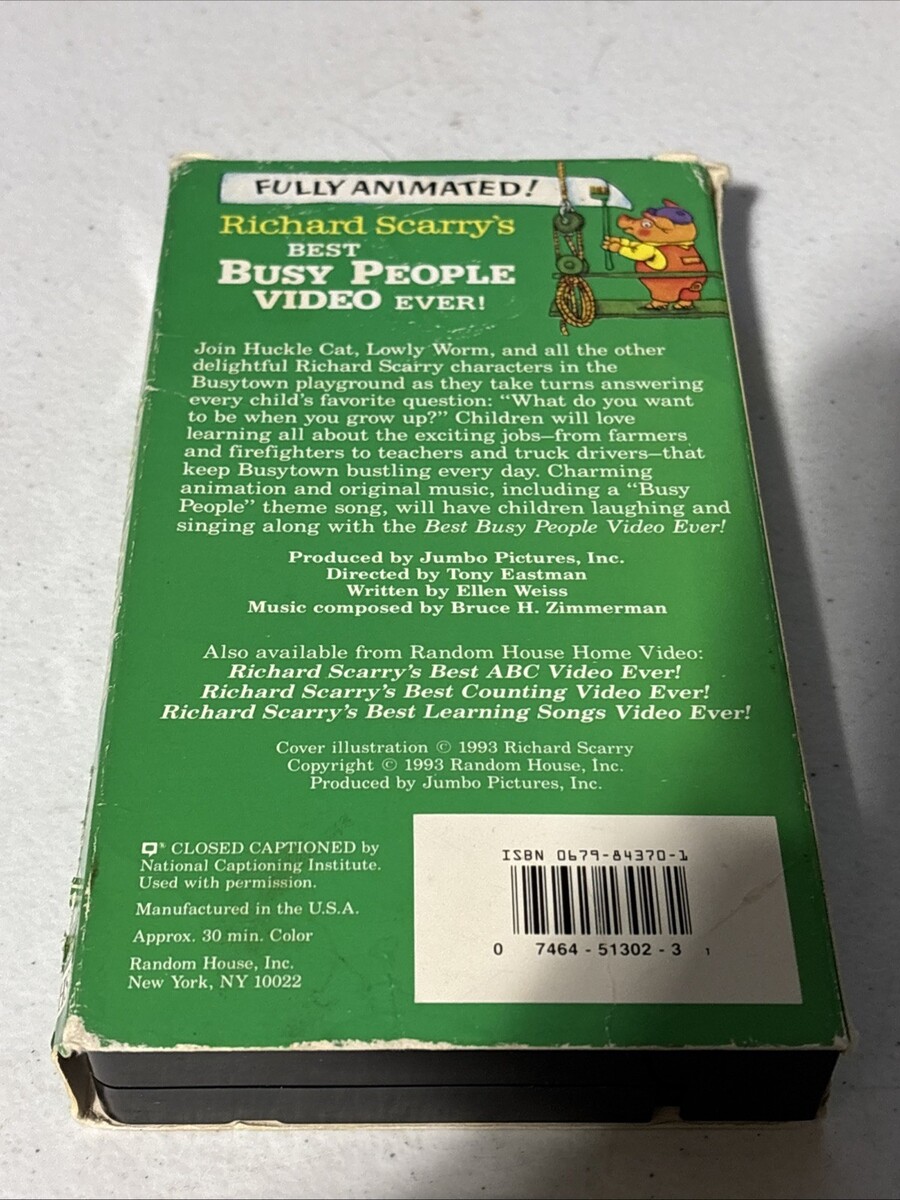 FULLY ANIMATED!
Richard Scarry's
BEST
BUSY PEOPLE
VIDEO EVER!
Join Huckle Cat, Lowly Worm, and all the other
delightful Richard Scarry characters in the
Busytown playground as they take turns answering
every child's favorite question: "What do you want
to be when you grow up?" Children will love
learning all about the exciting jobs—from farmers
and firefighters to teachers and truck drivers—that
keep Busytown bustling every day. Charming
animation and original music, including a "Busy
People" theme song, will have children laughing and
singing along with the Best Busy People Video Ever!
Produced by Jumbo Pictures, Inc.
Directed by Tony Eastman
Written by Ellen Weiss
Music composed by Bruce H. Zimmerman
Also available from Random House Home Video:
Richard Scarry's Best ABC Video Ever!
Richard Scarry's Best Counting Video Ever!
Richard Scarry's Best Learning Songs Video Ever!
Cover illustration © 1993 Richard Scarry
Copyright © 1993 Random House, Inc.
Produced by Jumbo Pictures, Inc.
CLOSED CAPTIONED by
National Captioning Institute.
Used with permission.
Manufactured in the U.S.A.
Approx. 30 min. Color
Random House, Inc.
New York, NY 10022
ISBN 0679-84370-1
0 7464-51302-3 1